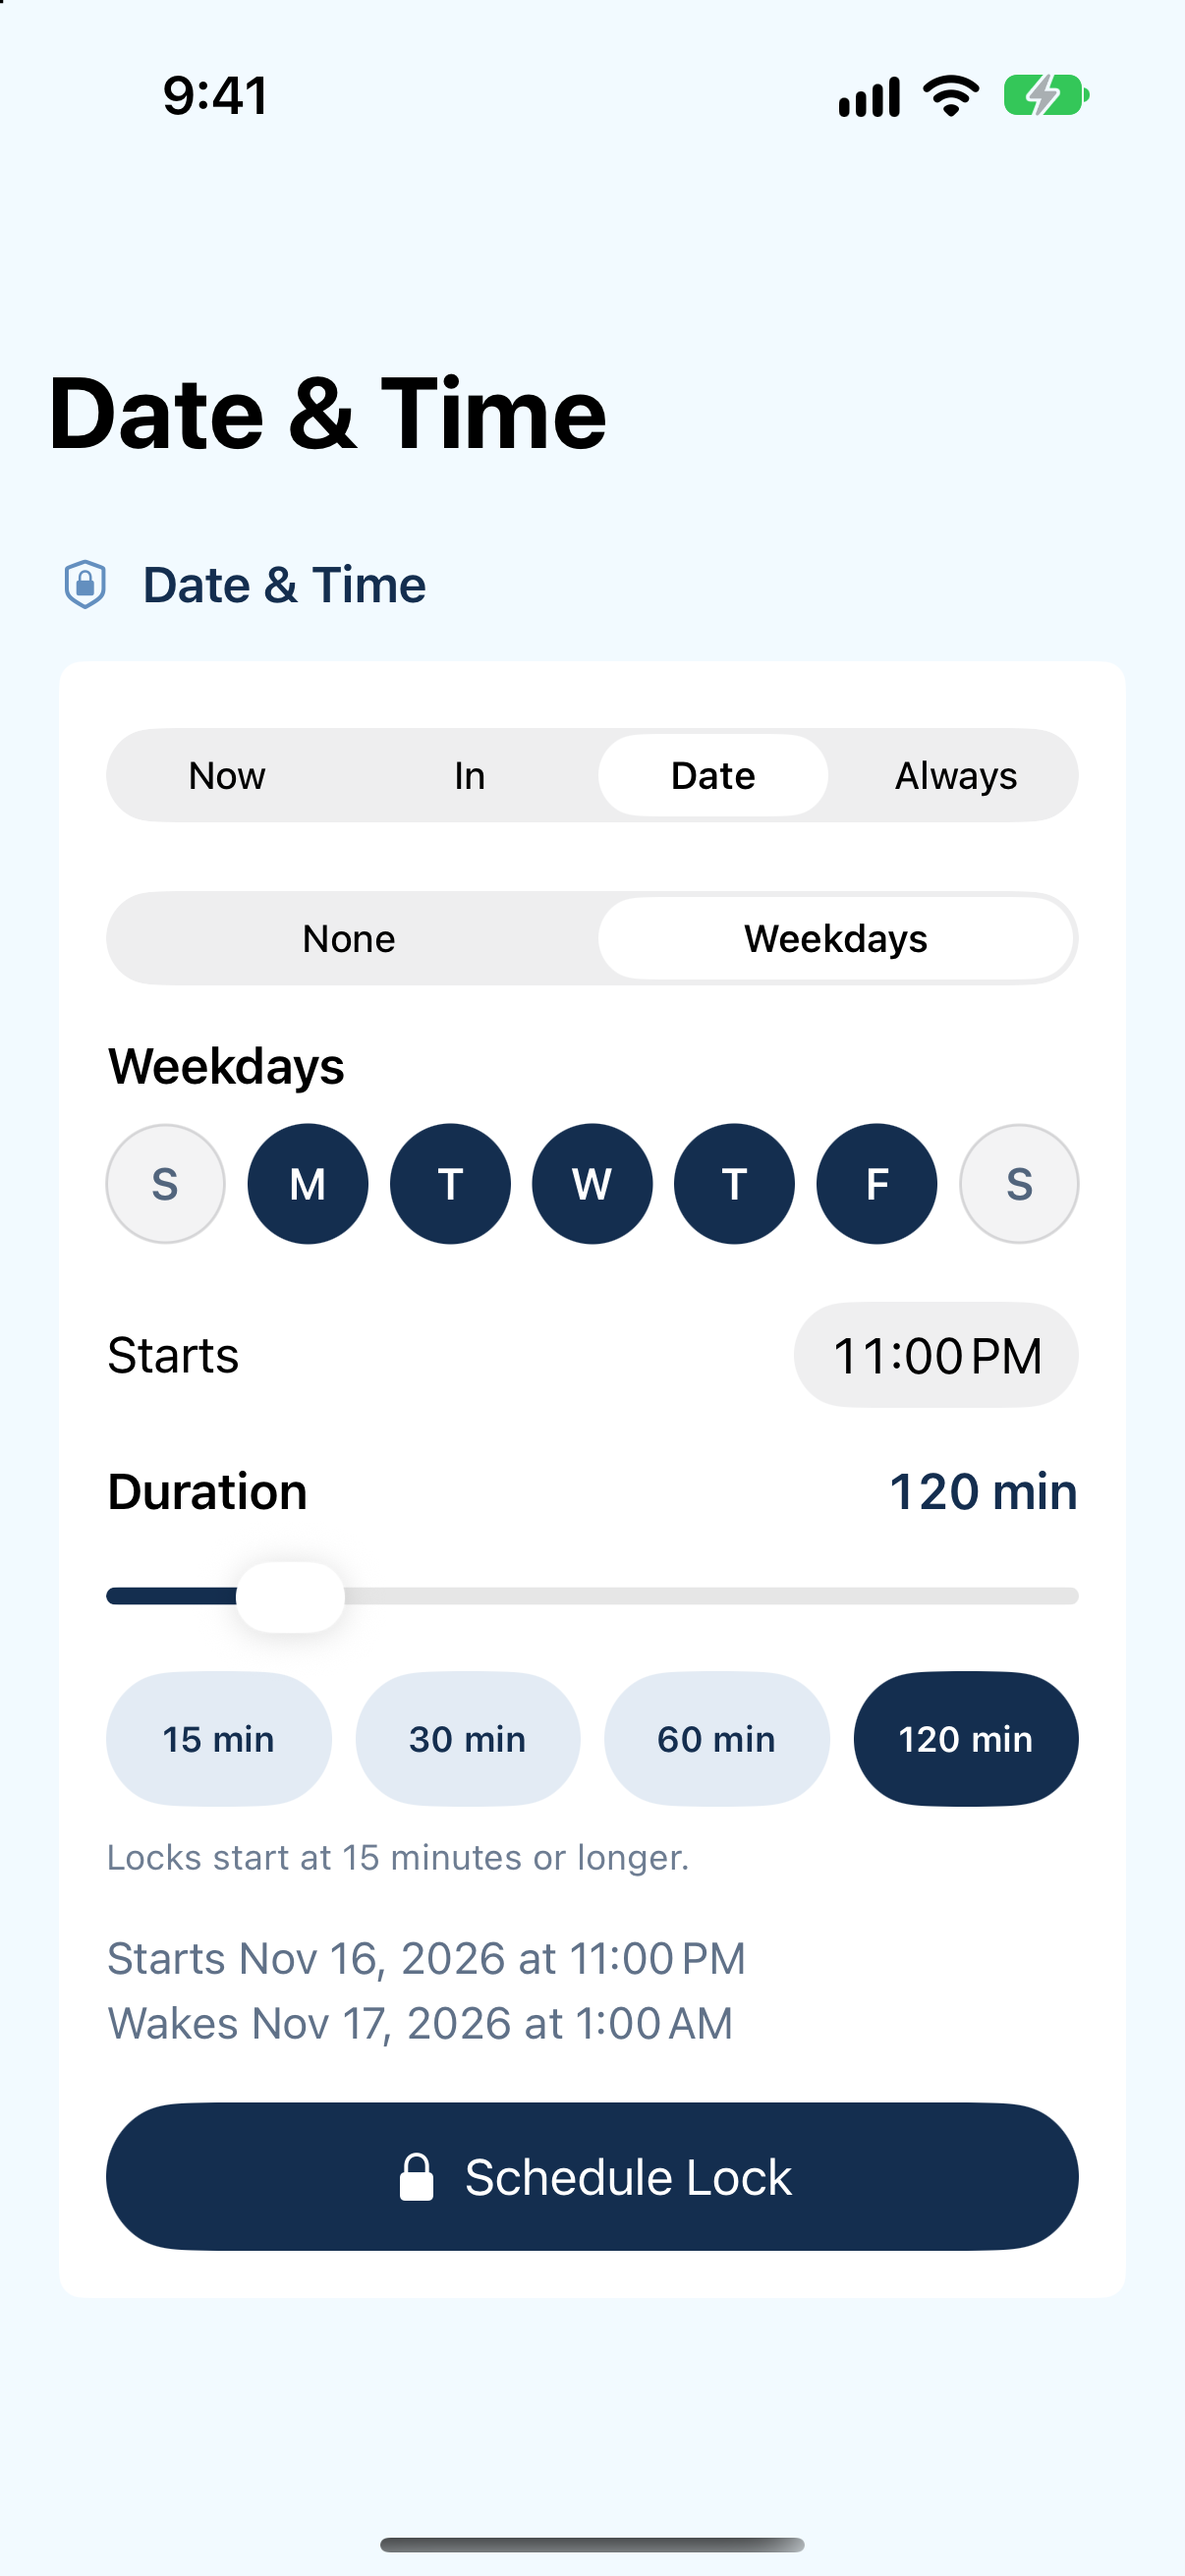 9:41
Date & Time
Date & Time
Now In Date Always
None Weekdays
Weekdays
S M T W T F S
Starts 11:00 PM
Duration 120 min
15 min 30 min 60 min 120 min
Locks start at 15 minutes or longer.
Starts Nov 16, 2026 at 11:00 PM
Wakes Nov 17, 2026 at 1:00 AM
Schedule Lock